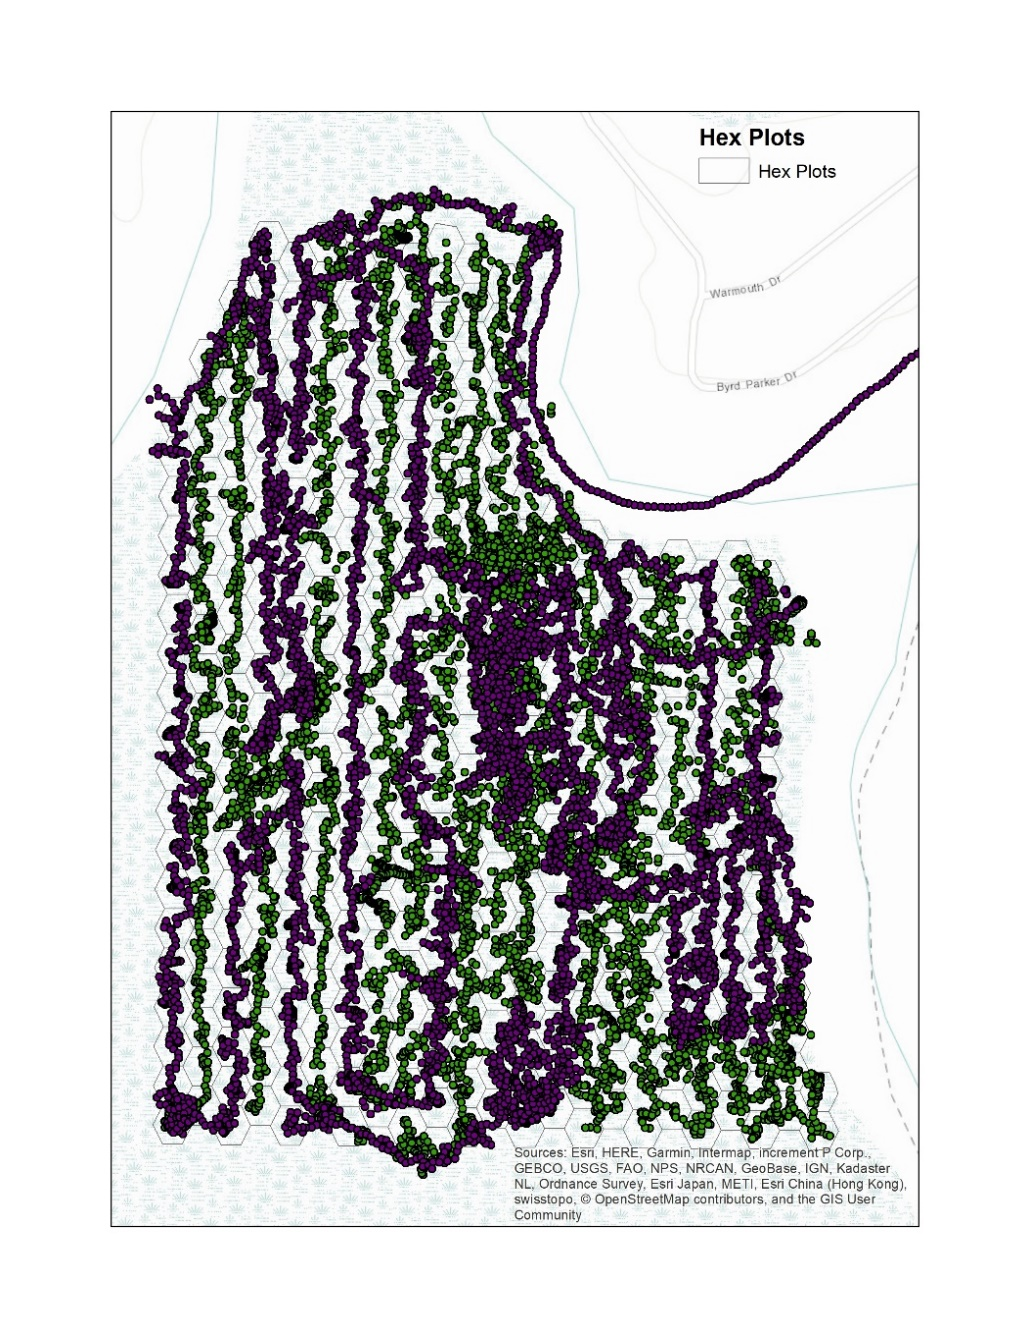 Hex Plots
Hex Plots
Warmouth Dr
Byrd Parker Dr
Sources: Esri, HERE, Garmin, Intermap, increment P Corp.,
GEBCO, USGS, FAO, NPS, NRCAN, GeoBase, IGN, Kadaster
NL, Ordnance Survey, Esri Japan, METI, Esri China (Hong Kong),
swisstopo, © OpenStreetMap contributors, and the GIS User
Community